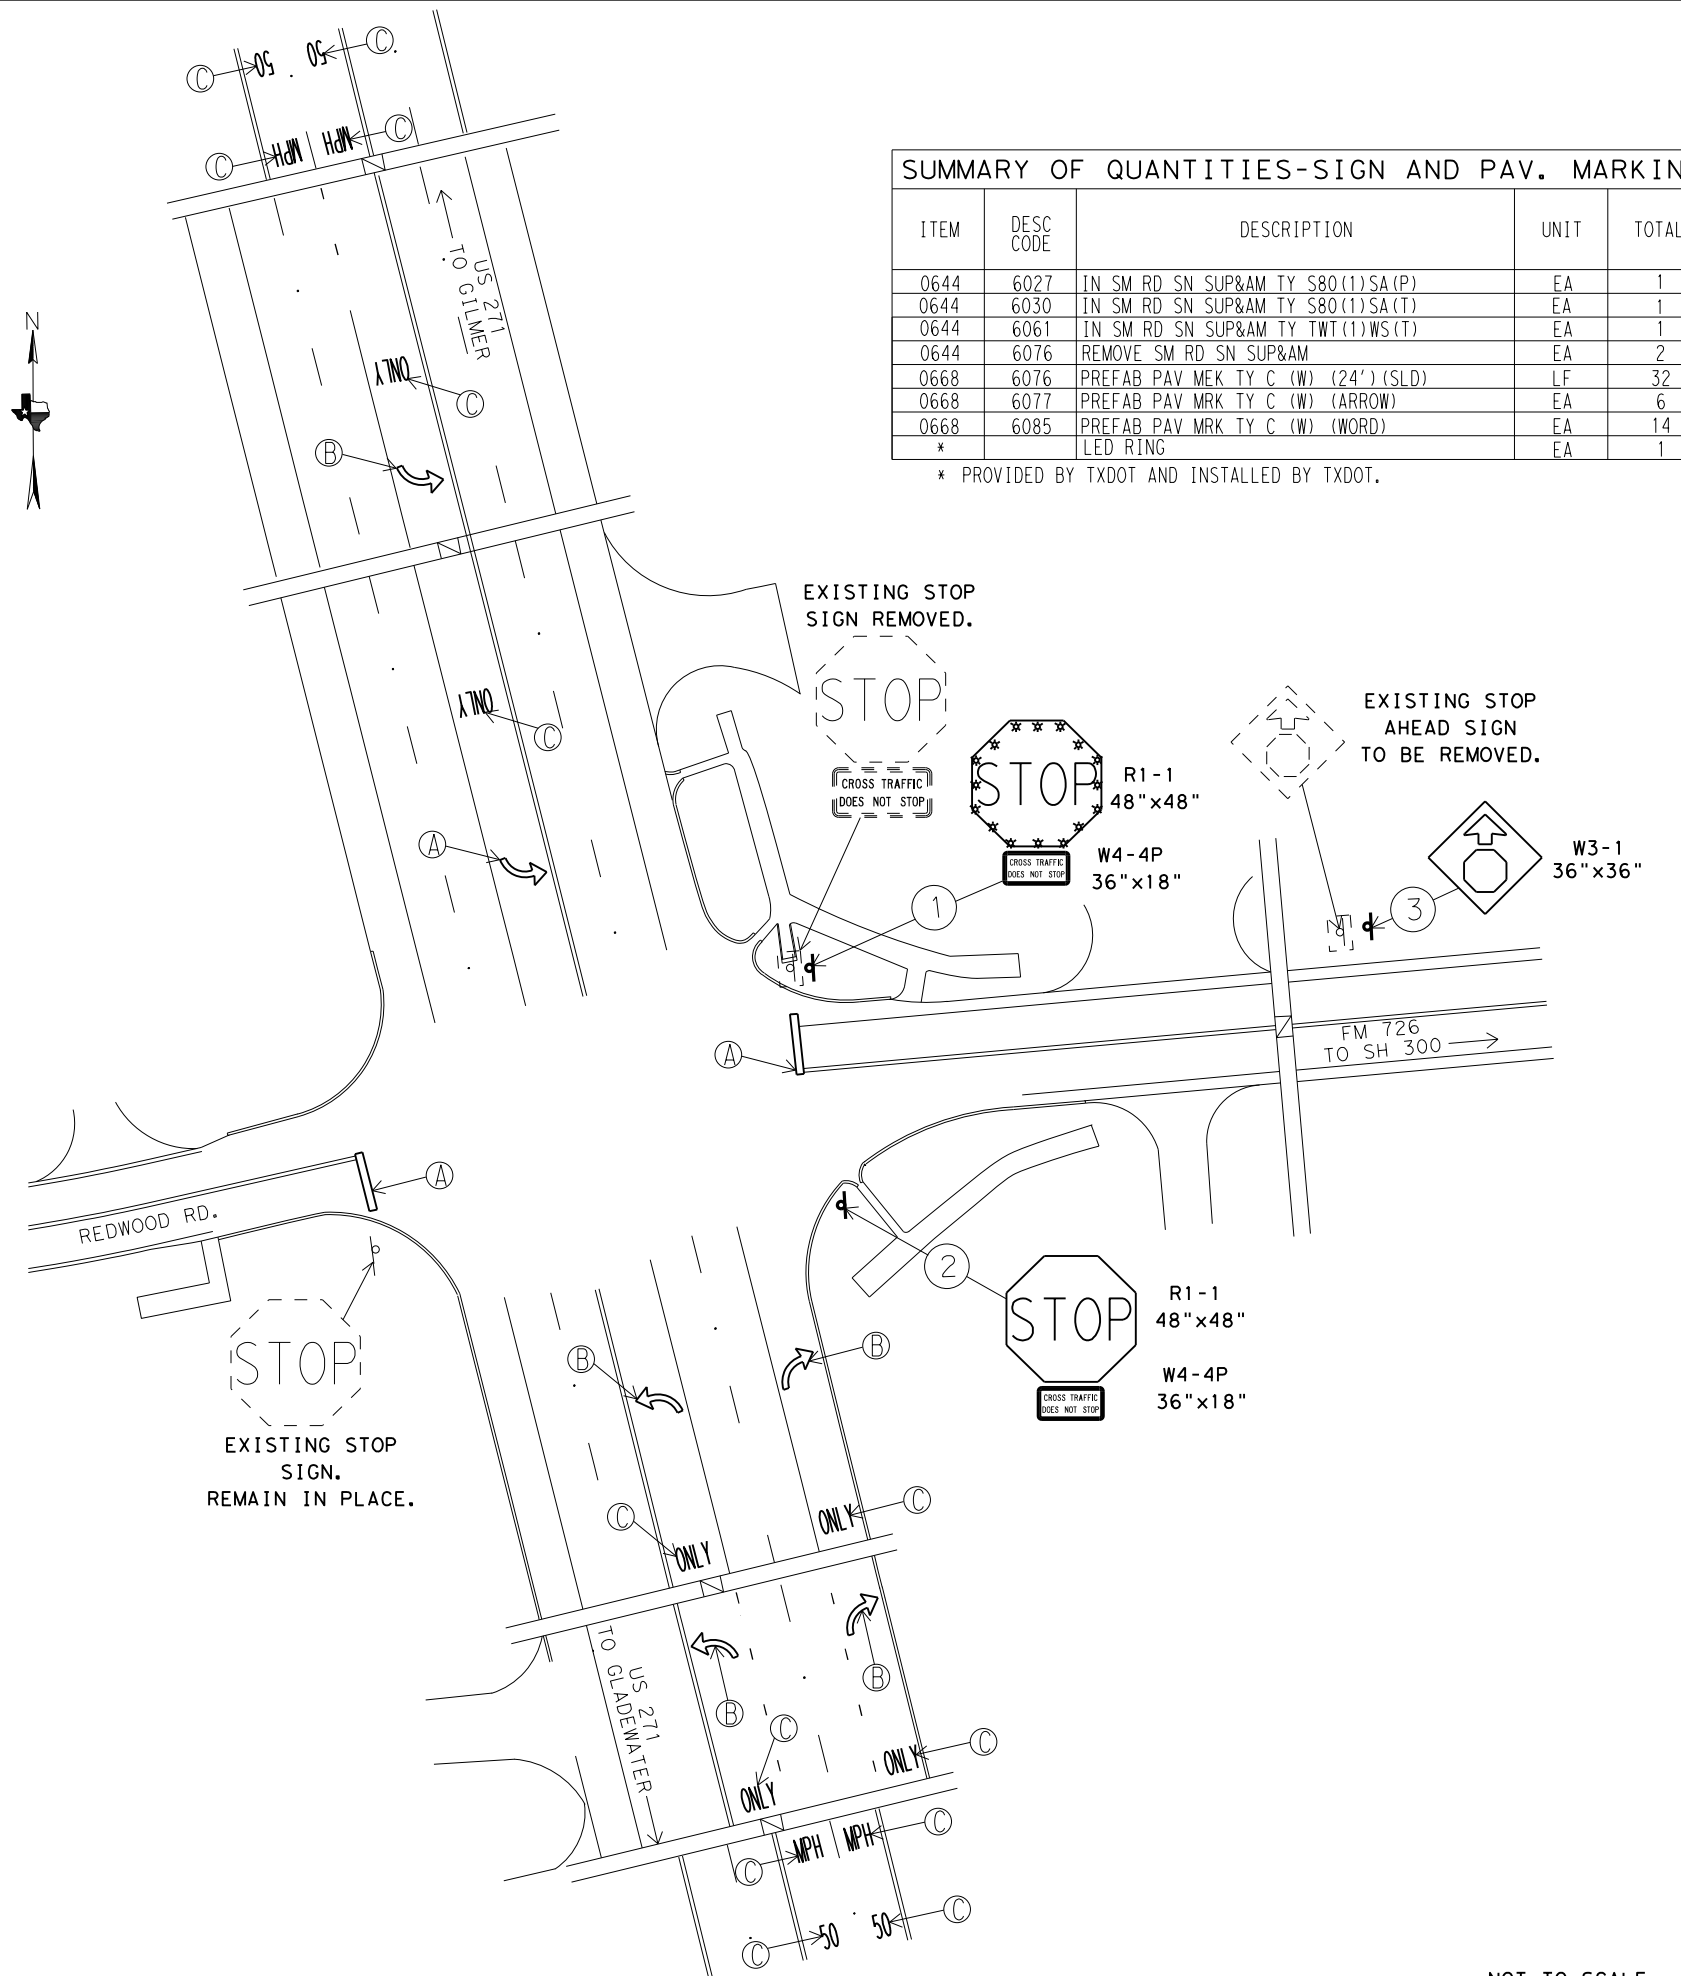 C
50
50
C
C
MPH
MPH
C
SUMMARY OF QUANTITIES-SIGN AND PAV. MARKIN
ITEM DESC CODE DESCRIPTION UNIT TOTAL
0644 6027 IN SM RD SN SUP&AM TY S80(1)SA(P) EA 1
0644 6030 IN SM RD SN SUP&AM TY S80(1)SA(T) EA 1
0644 6061 IN SM RD SN SUP&AM TY TWT(1)WS(T) EA 1
0644 6076 REMOVE SM RD SN SUP&AM EA 2
0668 6076 PREFAB PAV MEK TY C (W) (24')(SLD) LF 32
0668 6077 PREFAB PAV MRK TY C (W) (ARROW) EA 6
0668 6085 PREFAB PAV MRK TY C (W) (WORD) EA 14
* LED RING EA 1
* PROVIDED BY TXDOT AND INSTALLED BY TXDOT.
N
US 271
TO GILMER
ONLY
C
B
EXISTING STOP
SIGN REMOVED.
STOP
CROSS TRAFFIC
DOES NOT STOP
ONLY
C
STOP
R1-1
48"x48"
CROSS TRAFFIC
DOES NOT STOP
W4-4P
36"x18"
EXISTING STOP
AHEAD SIGN
TO BE REMOVED.
W3-1
36"x36"
A
1
3
A
FM 726
TO SH 300
A
REDWOOD RD.
2
STOP
R1-1
48"x48"
CROSS TRAFFIC
DOES NOT STOP
W4-4P
36"x18"
STOP
EXISTING STOP
SIGN.
REMAIN IN PLACE.
B
B
C
ONLY
ONLY
C
US 271
TO GLADEWATER
B
B
C
ONLY
ONLY
C
C
MPH
MPH
C
C
50
50
C